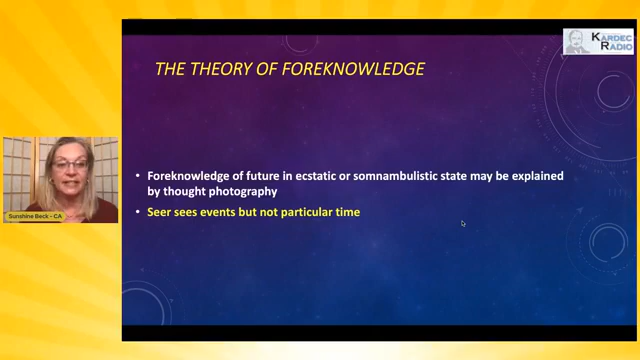 KARDEC
RADIO
THE THEORY OF FOREKNOWLEDGE
• Foreknowledge of future in ecstatic or somnambulistic state may be explained
by thought photography
• Seer sees events but not particular time
Sunshine Beck - CA